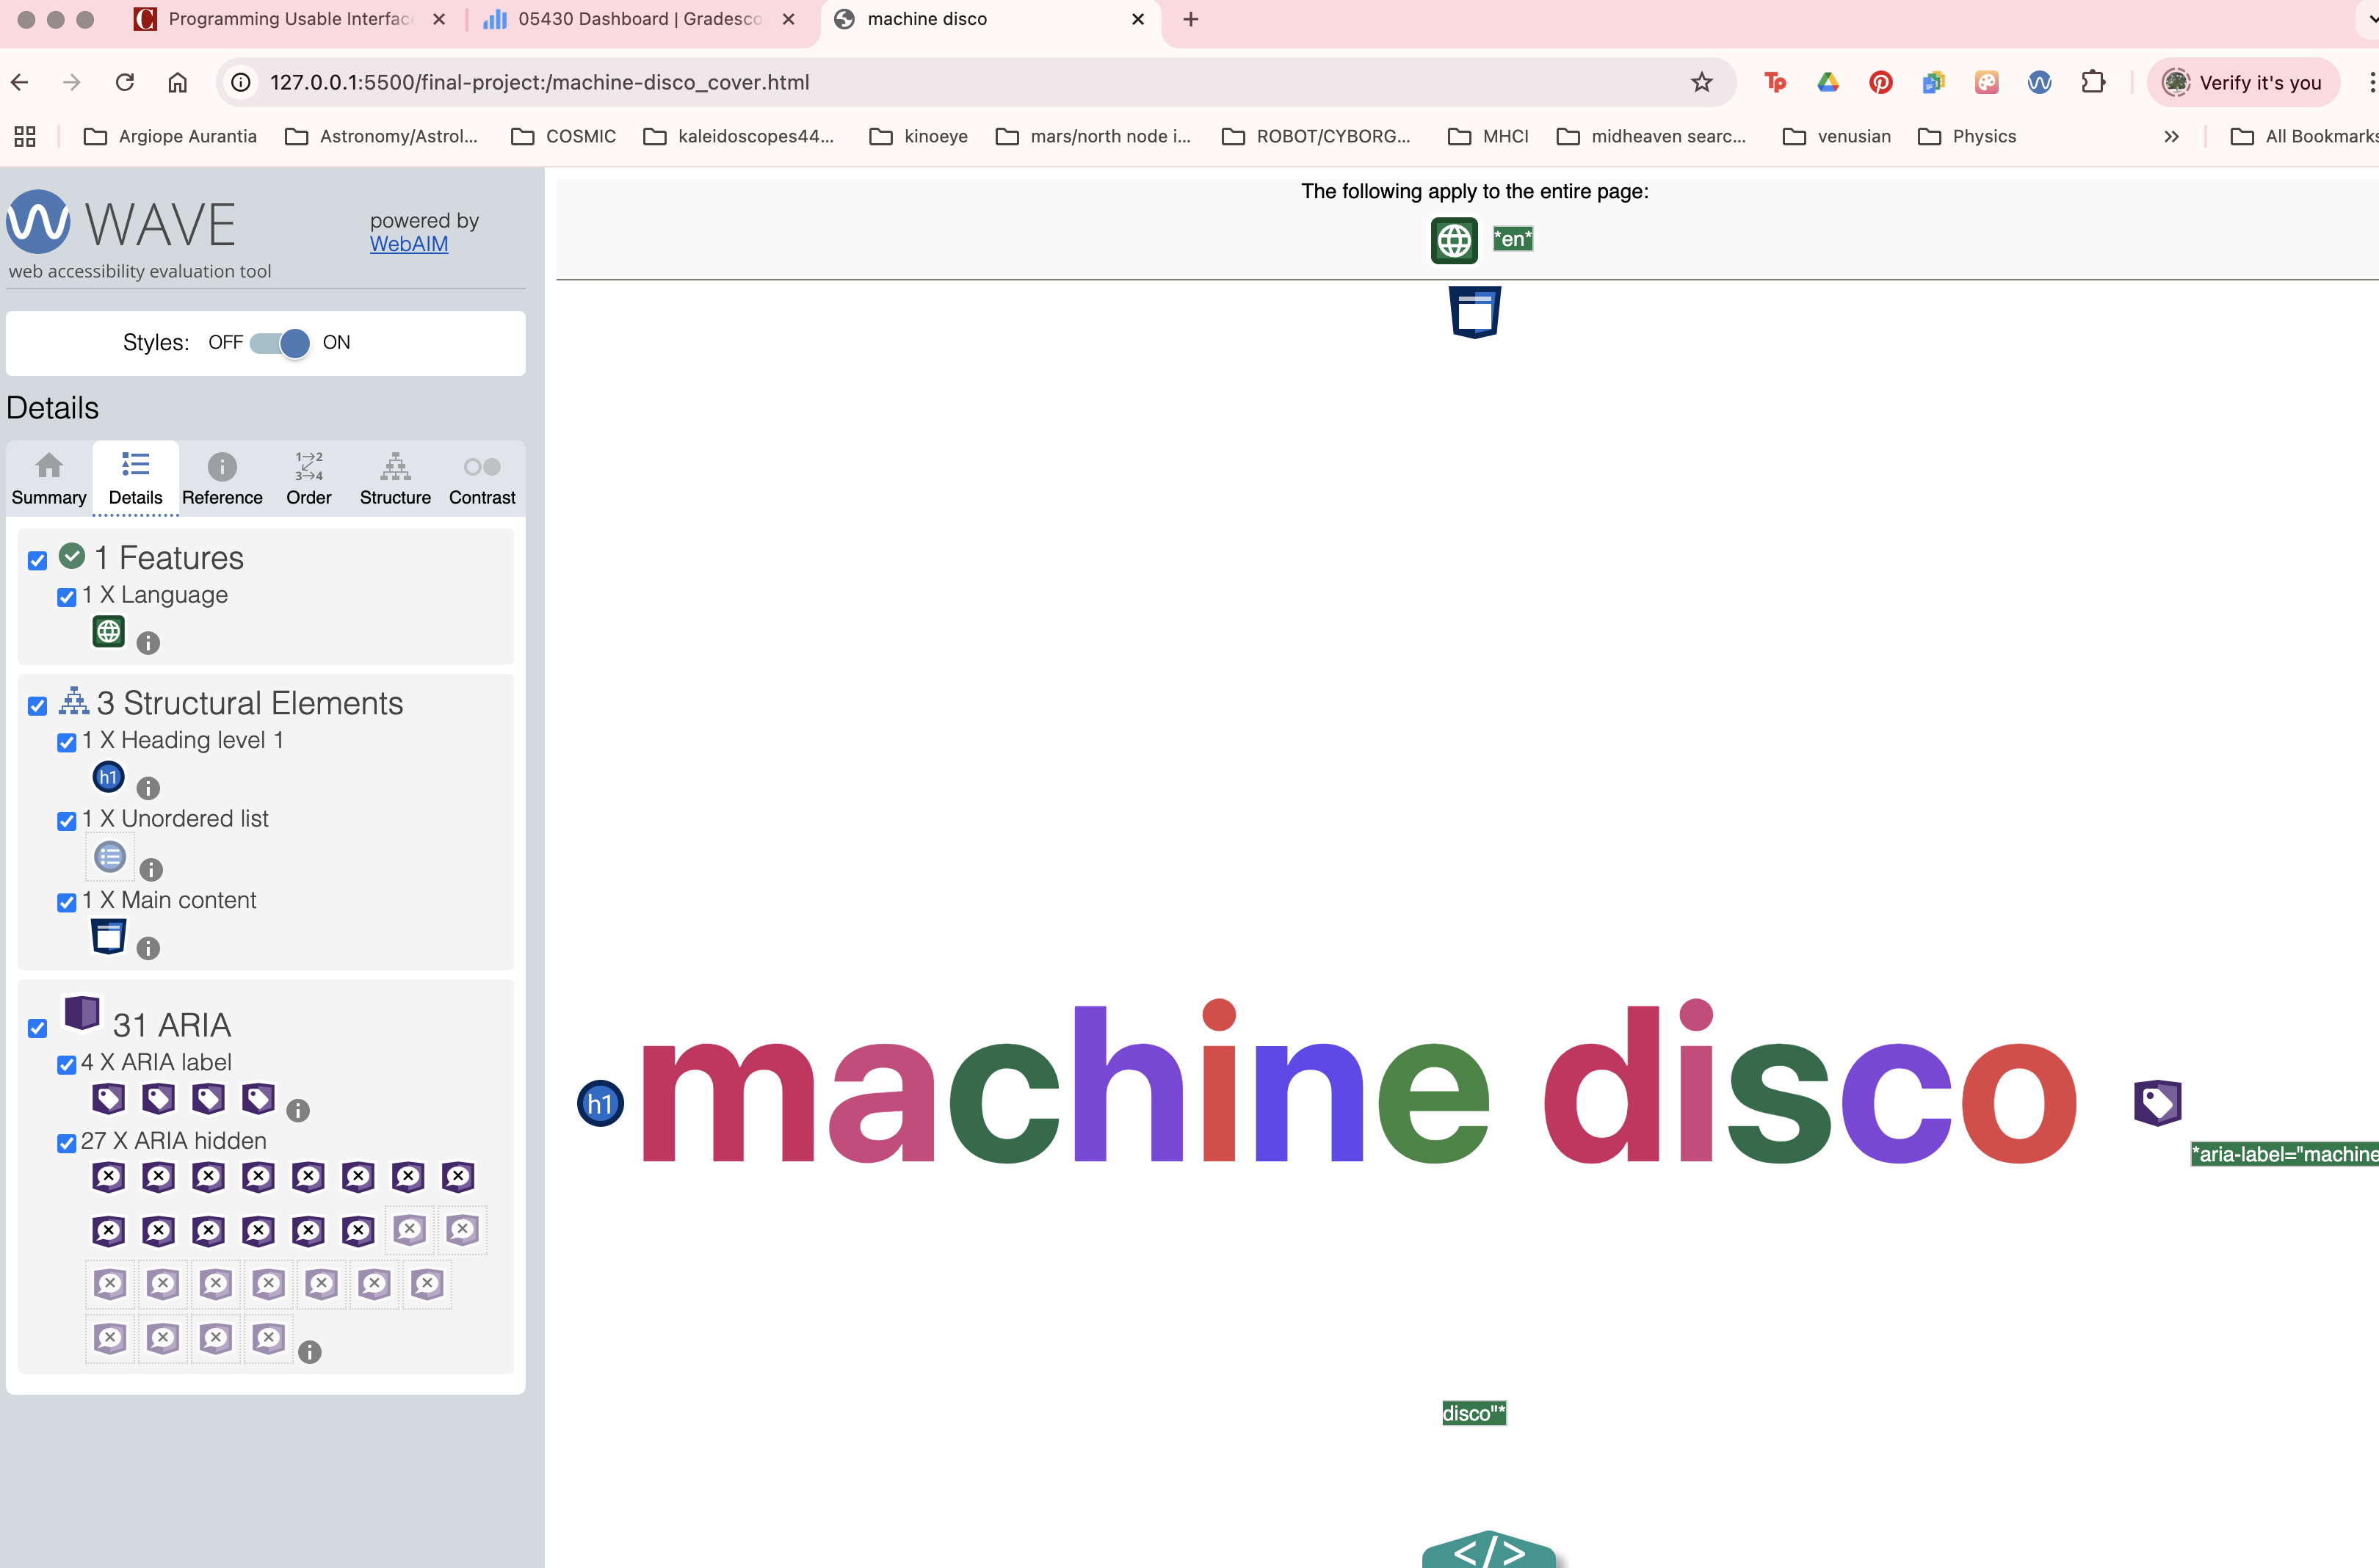 Programming Usable Interfac
05430 Dashboard | Gradesco
machine disco
127.0.0.1:5500/final-project:/machine-disco_cover.html
Verify it's you
Argiope Aurantia
Astronomy/Astrol...
COSMIC
kaleidoscopes44...
kinoeye
mars/north node i...
ROBOT/CYBORG...
MHCI
midheaven searc...
venusian
Physics
All Bookmarks
WAVE
powered by
WebAIM
web accessibility evaluation tool
Styles: OFF ON
Details
Summary
Details
Reference
1→2
3→4
Order
Structure
Contrast
1 Features
1 X Language
3 Structural Elements
1 X Heading level 1
h1
1 X Unordered list
1 X Main content
31 ARIA
4 X ARIA label
27 X ARIA hidden
The following apply to the entire page:
*en*
h1
machine disco
*aria-label="machine
disco"*
</>